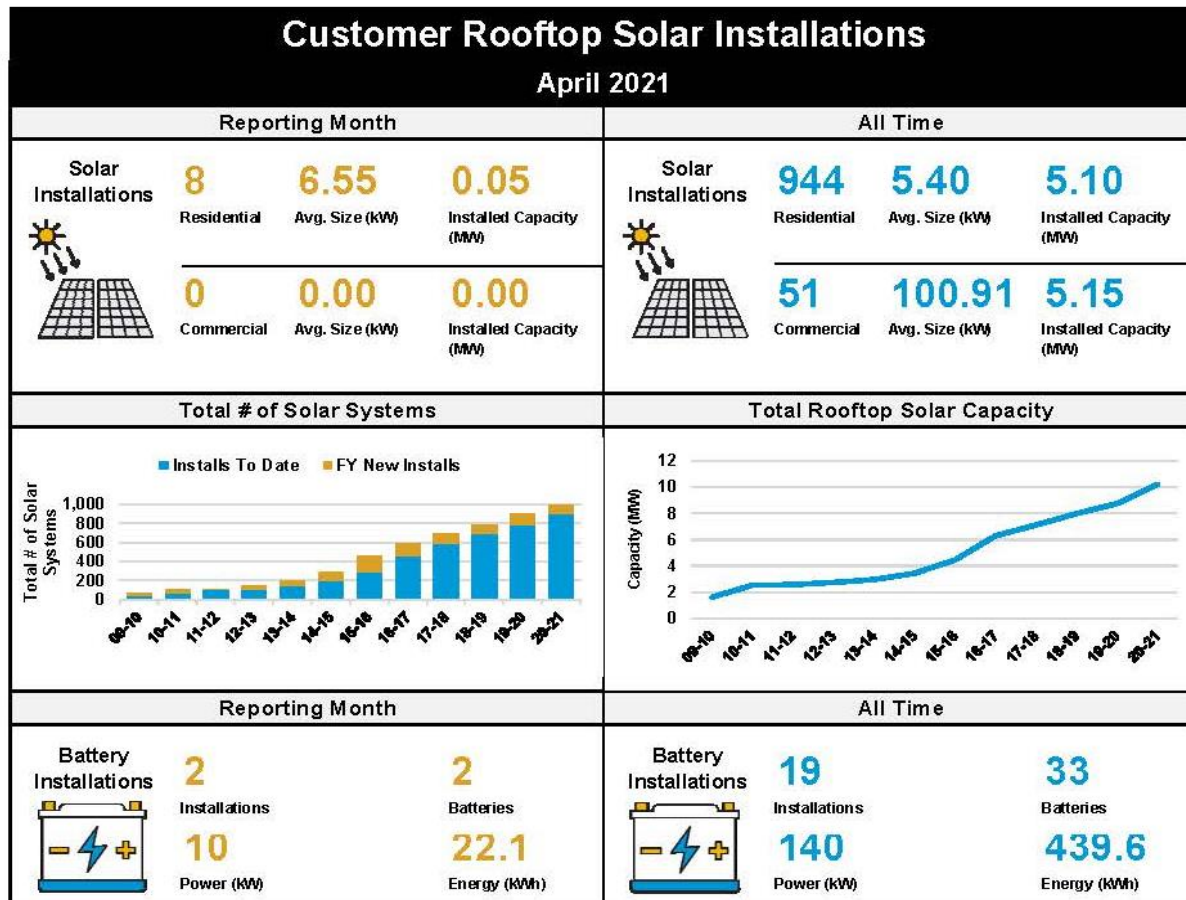 Customer Rooftop Solar Installations
April 2021
Reporting Month
Solar
Installations
8
6.55
0.05
Residential
Avg. Size (kW)
Installed Capacity
(MW)
0
0.00
0.00
Commercial
Avg. Size (kW)
Installed Capacity
(MW)
All Time
Solar
Installations
944
5.40
5.10
Residential
Avg. Size (kW)
Installed Capacity
(MW)
51
100.91
5.15
Commercial
Avg. Size (kW)
Installed Capacity
(MW)
Total # of Solar Systems
Installs To Date
FY New Installs
Total # of Solar
Systems
1,000
800
600
400
200
0
09-10
10-11
11-12
12-13
13-14
14-15
15-16
16-17
17-18
18-19
19-20
20-21
Total Rooftop Solar Capacity
Capacity (MW)
12
10
8
6
4
2
0
09-10
10-11
11-12
12-13
13-14
14-15
15-16
16-17
17-18
18-19
19-20
20-21
Reporting Month
Battery
Installations
2
2
Installations
Batteries
10
22.1
Power (kW)
Energy (kWh)
All Time
Battery
Installations
19
33
Installations
Batteries
140
439.6
Power (kW)
Energy (kWh)